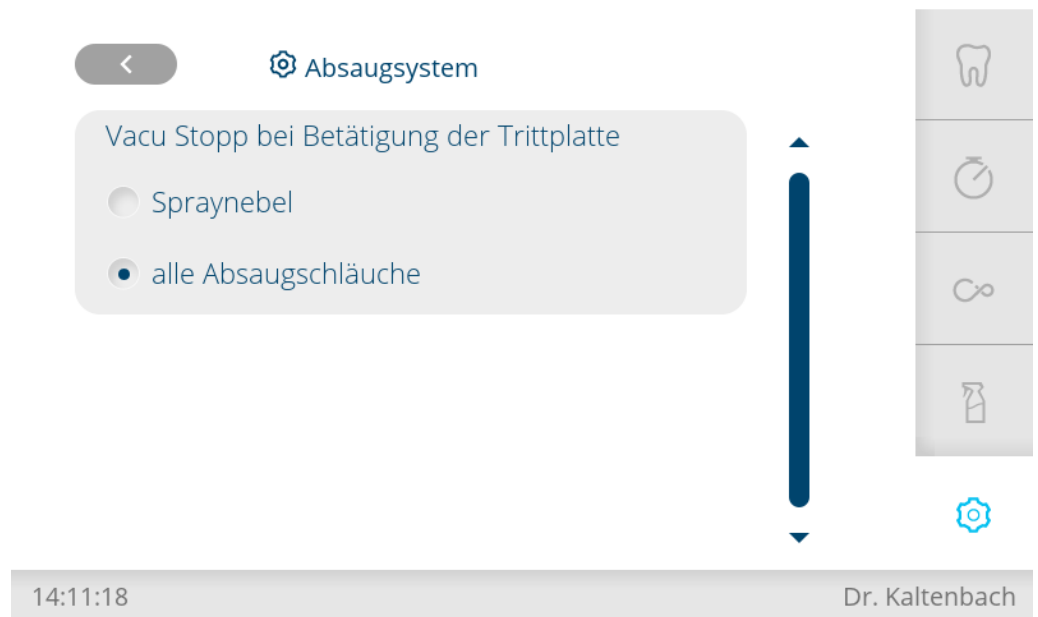 Absaugsystem
Vacu Stopp bei Betätigung der Trittplatte
Spraynebel
alle Absaugschläuche
14:11:18
Dr. Kaltenbach